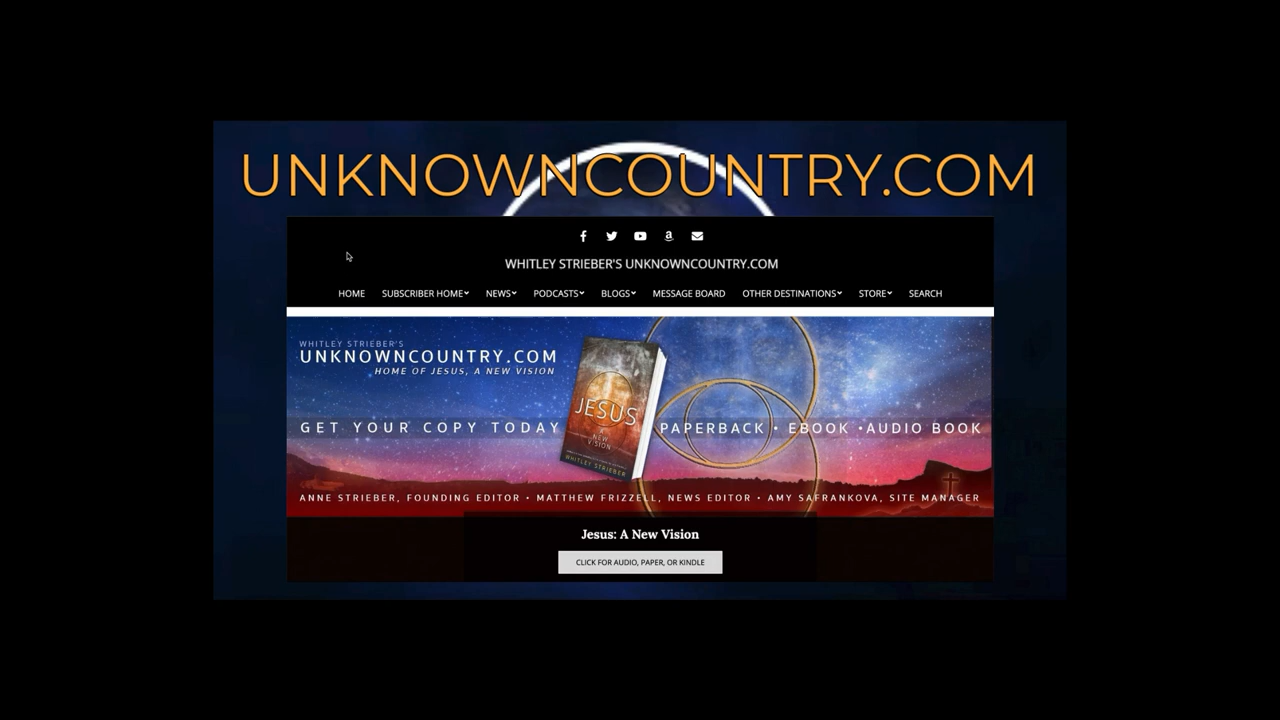 UNKNOWNCOUNTRY.COM
WHITLEY STRIEBER'S UNKNOWNCOUNTRY.COM
HOME SUBSCRIBER HOME NEWS PODCASTS BLOGS MESSAGE BOARD OTHER DESTINATIONS STORE SEARCH
WHITLEY STRIEBER'S
UNKNOWNCOUNTRY.COM
HOME OF JESUS, A NEW VISION
JESUS
A
NEW
VISION
WHITLEY STRIEBER
GET YOUR COPY TODAY PAPERBACK • EBOOK •AUDIO BOOK
ANNE STRIEBER, FOUNDING EDITOR • MATTHEW FRIZZELL, NEWS EDITOR • AMY SAFRANKOVA, SITE MANAGER
Jesus: A New Vision
CLICK FOR AUDIO, PAPER, OR KINDLE